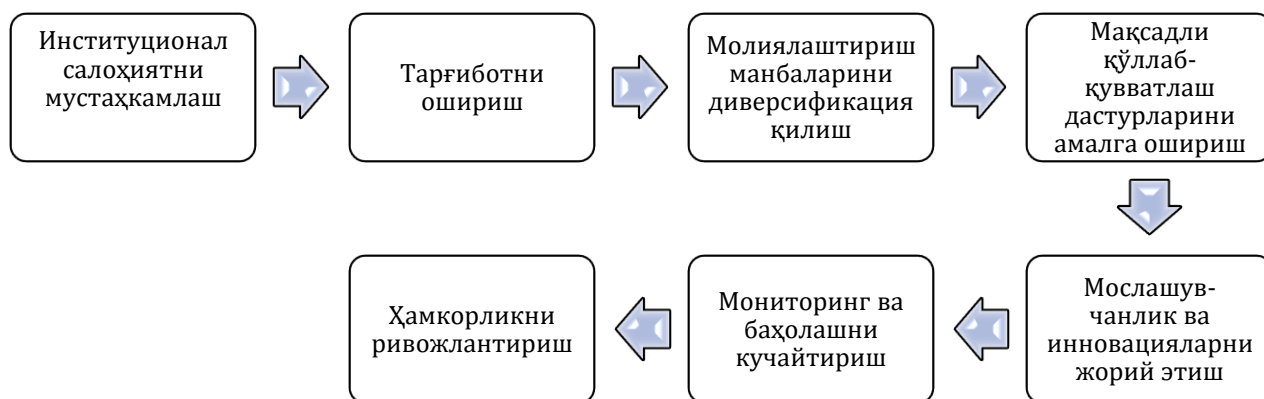 Институционал
салоҳиятни
мустаҳкамлаш
Тарғиботни
ошириш
Молиялаштириш
манбаларини
диверсификация
қилиш
Мақсадли
қўллаб-
қувватлаш
дастурларини
амалга ошириш
Мослашув-
чанлик ва
инновацияларни
жорий этиш
Мониторинг ва
баҳолашни
кучайтириш
Ҳамкорликни
ривожлантириш